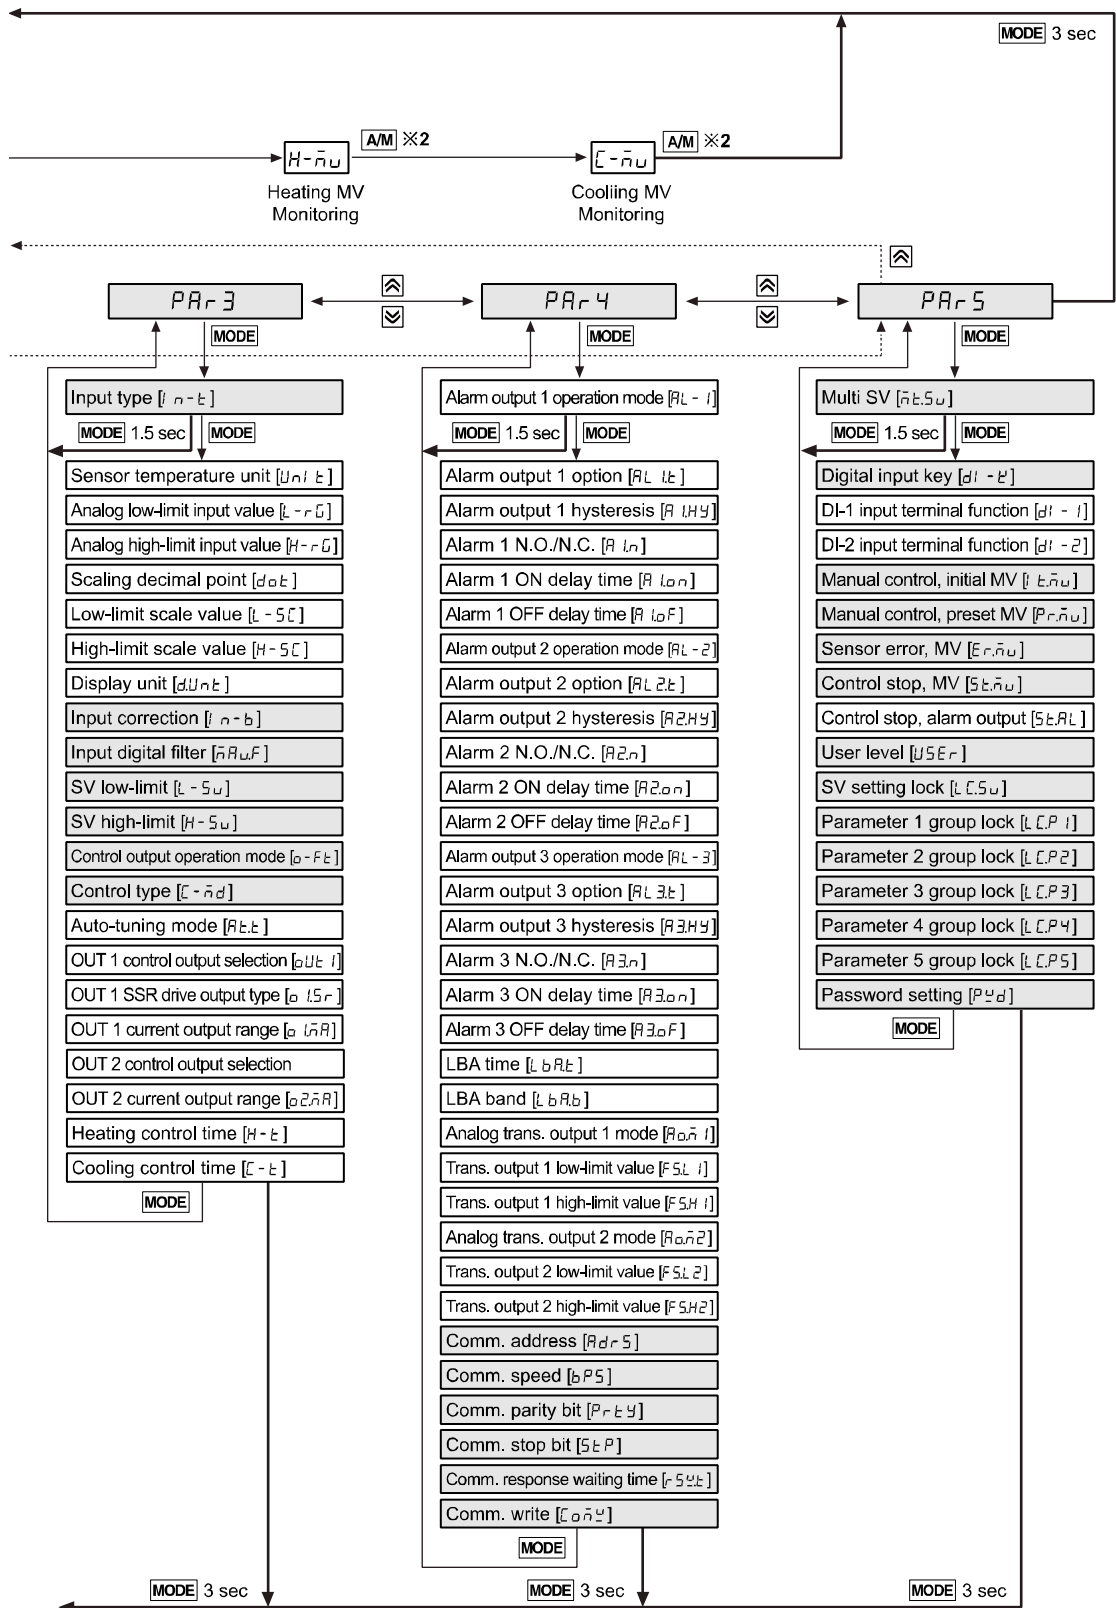 MODE 3 sec
A/M ※2
A/M ※2
H-mv
C-mv
Heating MV
Monitoring
Cooliing MV
Monitoring
PAr3
PAr4
PAr5
MODE
MODE
MODE
Input type [In-t]
MODE 1.5 sec
MODE
Sensor temperature unit [UnIt]
Analog low-limit input value [L-rG]
Analog high-limit input value [H-rG]
Scaling decimal point [dot]
Low-limit scale value [L-SC]
High-limit scale value [H-SC]
Display unit [d.Unt]
Input correction [In-b]
Input digital filter [mAv.F]
SV low-limit [L-Sv]
SV high-limit [H-Sv]
Control output operation mode [o-Ft]
Control type [C-md]
Auto-tuning mode [At.t]
OUT 1 control output selection [oUt1]
OUT 1 SSR drive output type [o1.Sr]
OUT 1 current output range [o1.mA]
OUT 2 control output selection
OUT 2 current output range [o2.mA]
Heating control time [H-t]
Cooling control time [C-t]
MODE
MODE 3 sec
Alarm output 1 operation mode [AL-1]
MODE 1.5 sec
MODE
Alarm output 1 option [AL1.t]
Alarm output 1 hysteresis [A1.HY]
Alarm 1 N.O./N.C. [A1.n]
Alarm 1 ON delay time [A1.on]
Alarm 1 OFF delay time [A1.oF]
Alarm output 2 operation mode [AL-2]
Alarm output 2 option [AL2.t]
Alarm output 2 hysteresis [A2.HY]
Alarm 2 N.O./N.C. [A2.n]
Alarm 2 ON delay time [A2.on]
Alarm 2 OFF delay time [A2.oF]
Alarm output 3 operation mode [AL-3]
Alarm output 3 option [AL3.t]
Alarm output 3 hysteresis [A3.HY]
Alarm 3 N.O./N.C. [A3.n]
Alarm 3 ON delay time [A3.on]
Alarm 3 OFF delay time [A3.oF]
LBA time [LbA.t]
LBA band [LbA.b]
Analog trans. output 1 mode [Ao.m1]
Trans. output 1 low-limit value [FS.L1]
Trans. output 1 high-limit value [FS.H1]
Analog trans. output 2 mode [Ao.m2]
Trans. output 2 low-limit value [FS.L2]
Trans. output 2 high-limit value [FS.H2]
Comm. address [AdrS]
Comm. speed [bPS]
Comm. parity bit [PrtY]
Comm. stop bit [StP]
Comm. response waiting time [rSW.t]
Comm. write [ComW]
MODE
MODE 3 sec
Multi SV [mt.Sv]
MODE 1.5 sec
MODE
Digital input key [dI-K]
DI-1 input terminal function [dI-1]
DI-2 input terminal function [dI-2]
Manual control, initial MV [It.mv]
Manual control, preset MV [Pr.mv]
Sensor error, MV [Er.mv]
Control stop, MV [St.mv]
Control stop, alarm output [St.AL]
User level [USEr]
SV setting lock [LC.Sv]
Parameter 1 group lock [LC.P1]
Parameter 2 group lock [LC.P2]
Parameter 3 group lock [LC.P3]
Parameter 4 group lock [LC.P4]
Parameter 5 group lock [LC.P5]
Password setting [PWd]
MODE
MODE 3 sec